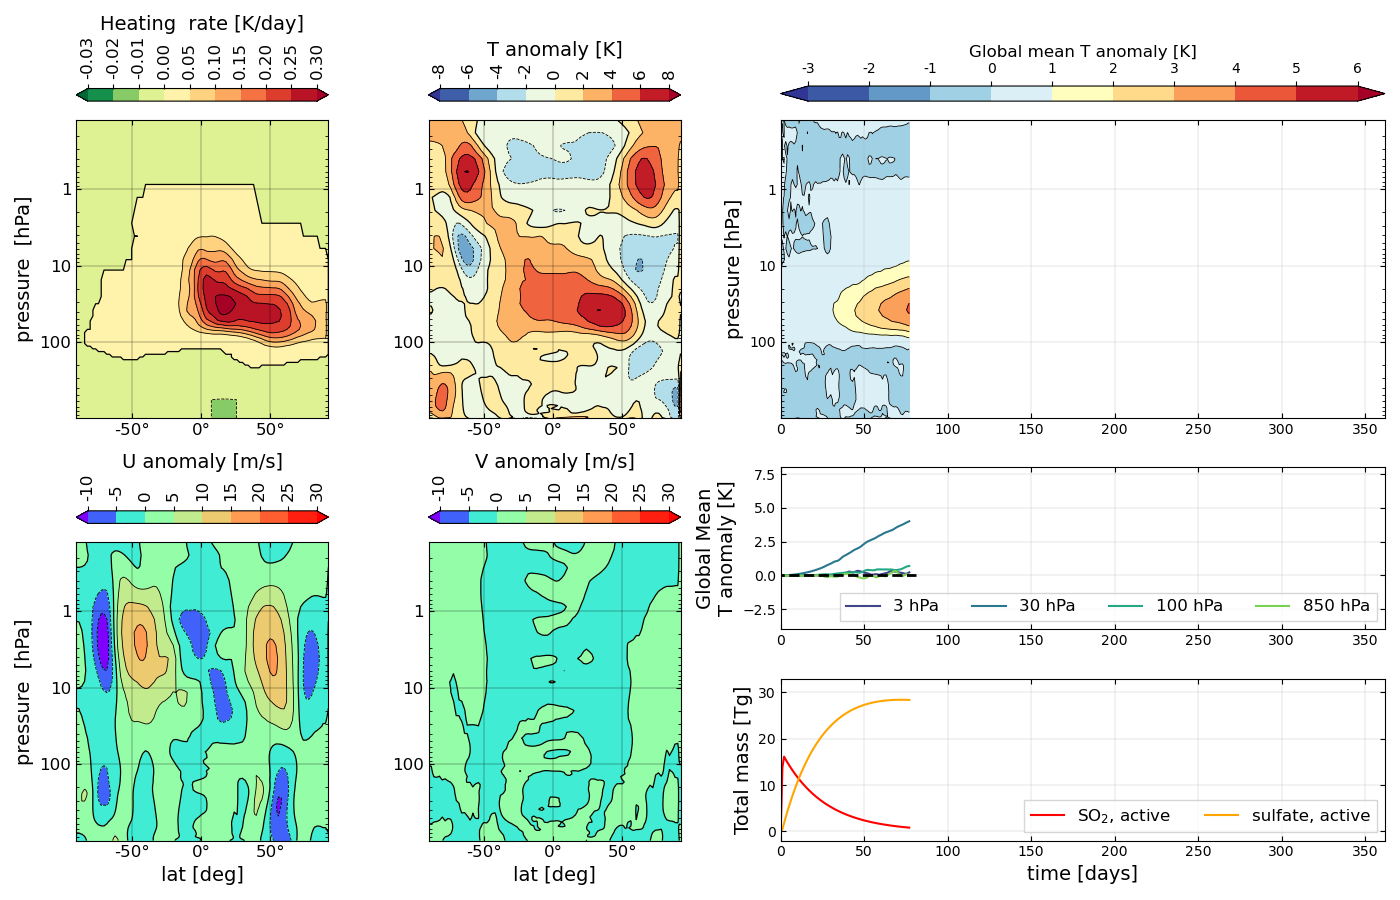 Heating  rate [K/day]
-0.03 -0.02 -0.01 0.00 0.05 0.10 0.15 0.20 0.25 0.30
T anomaly [K]
-8 -6 -4 -2 0 2 4 6 8
Global mean T anomaly [K]
-3 -2 -1 0 1 2 3 4 5 6
pressure  [hPa]
1
10
100
-50° 0° 50°
1
10
100
-50° 0° 50°
pressure  [hPa]
1
10
100
0 50 100 150 200 250 300 350
U anomaly [m/s]
-10 -5 0 5 10 15 20 25 30
pressure  [hPa]
1
10
100
-50° 0° 50°
lat [deg]
V anomaly [m/s]
-10 -5 0 5 10 15 20 25 30
1
10
100
-50° 0° 50°
lat [deg]
Global Mean
T anomaly [K]
7.5
5.0
2.5
0.0
−2.5
3 hPa 30 hPa 100 hPa 850 hPa
Total mass [Tg]
30
20
10
0
SO₂, active sulfate, active
0 50 100 150 200 250 300 350
time [days]